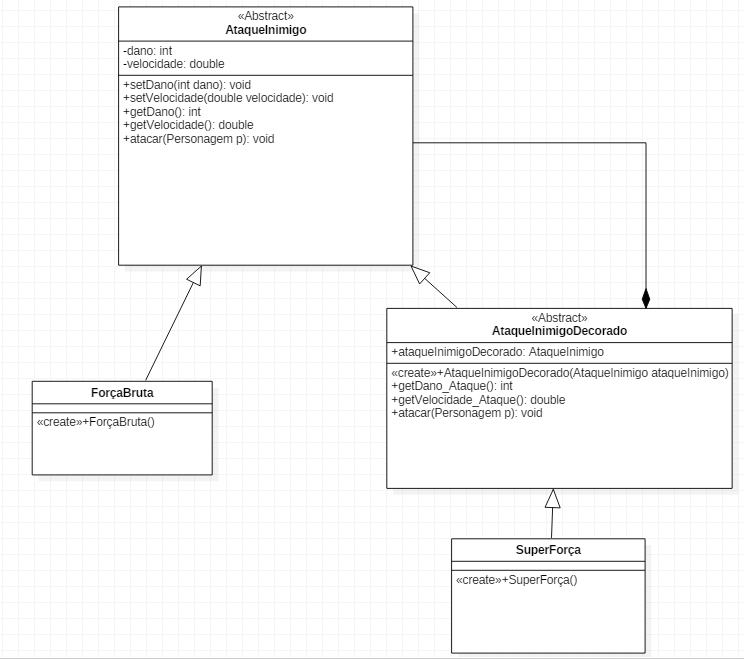 «Abstract»
AtaqueInimigo
-dano: int
-velocidade: double
+setDano(int dano): void
+setVelocidade(double velocidade): void
+getDano(): int
+getVelocidade(): double
+atacar(Personagem p): void
«Abstract»
AtaqueInimigoDecorado
+ataqueInimigoDecorado: AtaqueInimigo
«create»+AtaqueInimigoDecorado(AtaqueInimigo ataqueInimigo)
+getDano_Ataque(): int
+getVelocidade_Ataque(): double
+atacar(Personagem p): void
ForçaBruta
«create»+ForçaBruta()
SuperForça
«create»+SuperForça()